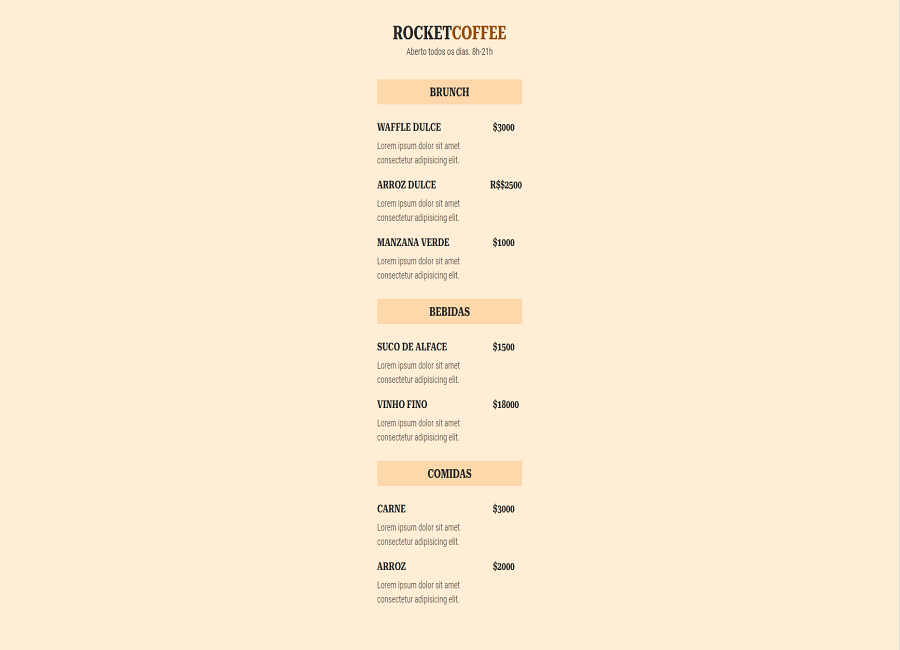 ROCKETCOFFEE
Aberto todos os dias. 8h-21h
BRUNCH
WAFFLE DULCE $3000
Lorem ipsum dolor sit amet
consectetur adipisicing elit.
ARROZ DULCE R$$2500
Lorem ipsum dolor sit amet
consectetur adipisicing elit.
MANZANA VERDE $1000
Lorem ipsum dolor sit amet
consectetur adipisicing elit.
BEBIDAS
SUCO DE ALFACE $1500
Lorem ipsum dolor sit amet
consectetur adipisicing elit.
VINHO FINO $18000
Lorem ipsum dolor sit amet
consectetur adipisicing elit.
COMIDAS
CARNE $3000
Lorem ipsum dolor sit amet
consectetur adipisicing elit.
ARROZ $2000
Lorem ipsum dolor sit amet
consectetur adipisicing elit.